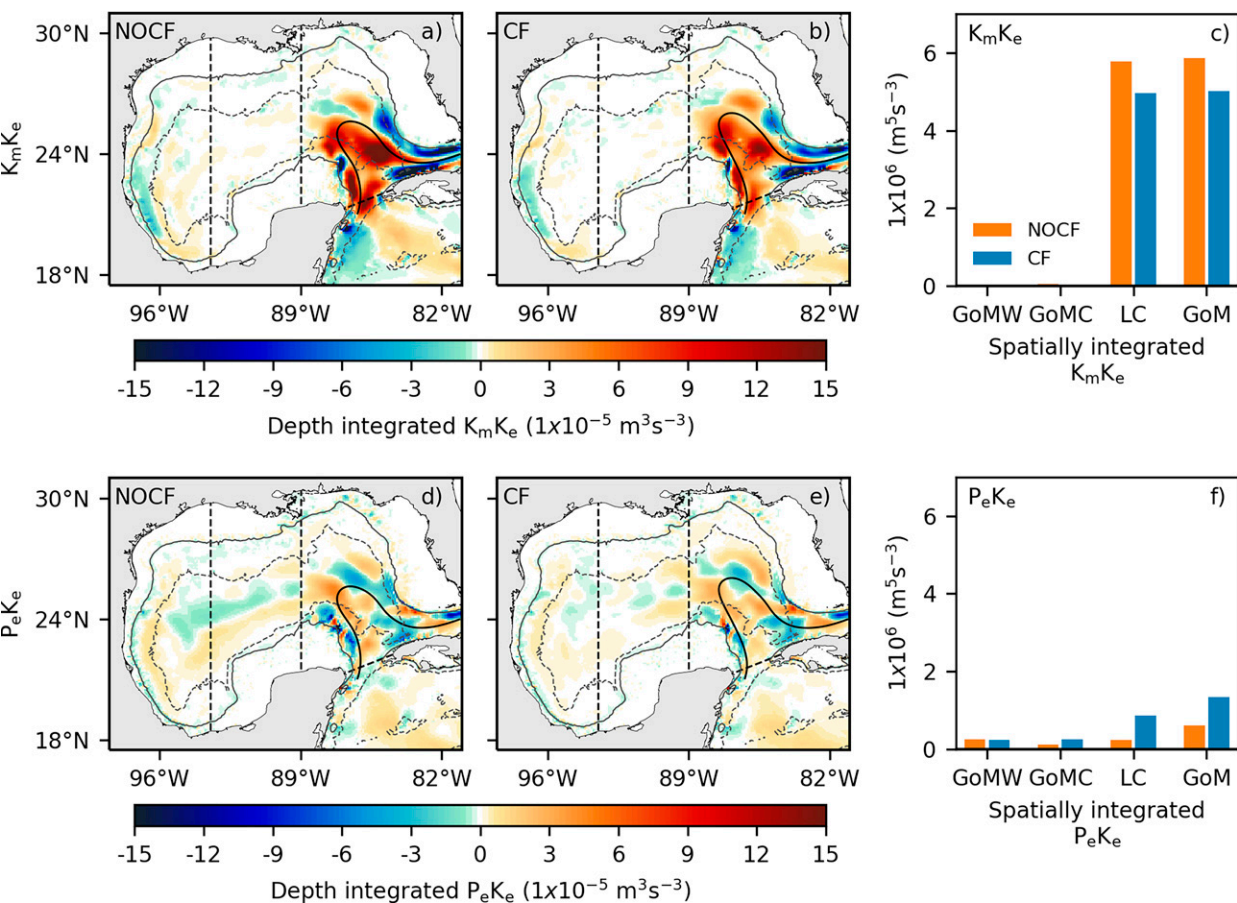 NOCF a)
CF b)
KₘKₑ c)
30°N
24°N
18°N
KₘKₑ
96°W 89°W 82°W
96°W 89°W 82°W
6
4
2
0
1x10⁶ (m⁵s⁻³)
NOCF
CF
GoMW GoMC LC GoM
Spatially integrated
KₘKₑ
-15 -12 -9 -6 -3 0 3 6 9 12 15
Depth integrated KₘKₑ (1x10⁻⁵ m³s⁻³)
NOCF d)
CF e)
PₑKₑ f)
30°N
24°N
18°N
PₑKₑ
96°W 89°W 82°W
96°W 89°W 82°W
6
4
2
0
1x10⁶ (m⁵s⁻³)
GoMW GoMC LC GoM
Spatially integrated
PₑKₑ
-15 -12 -9 -6 -3 0 3 6 9 12 15
Depth integrated PₑKₑ (1x10⁻⁵ m³s⁻³)